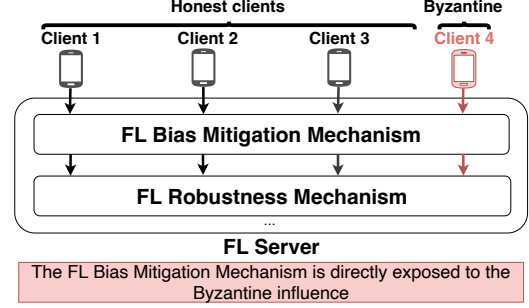 Honest clients Byzantine
Client 1 Client 2 Client 3 Client 4
FL Bias Mitigation Mechanism
FL Robustness Mechanism
...
FL Server
The FL Bias Mitigation Mechanism is directly exposed to the
Byzantine influence